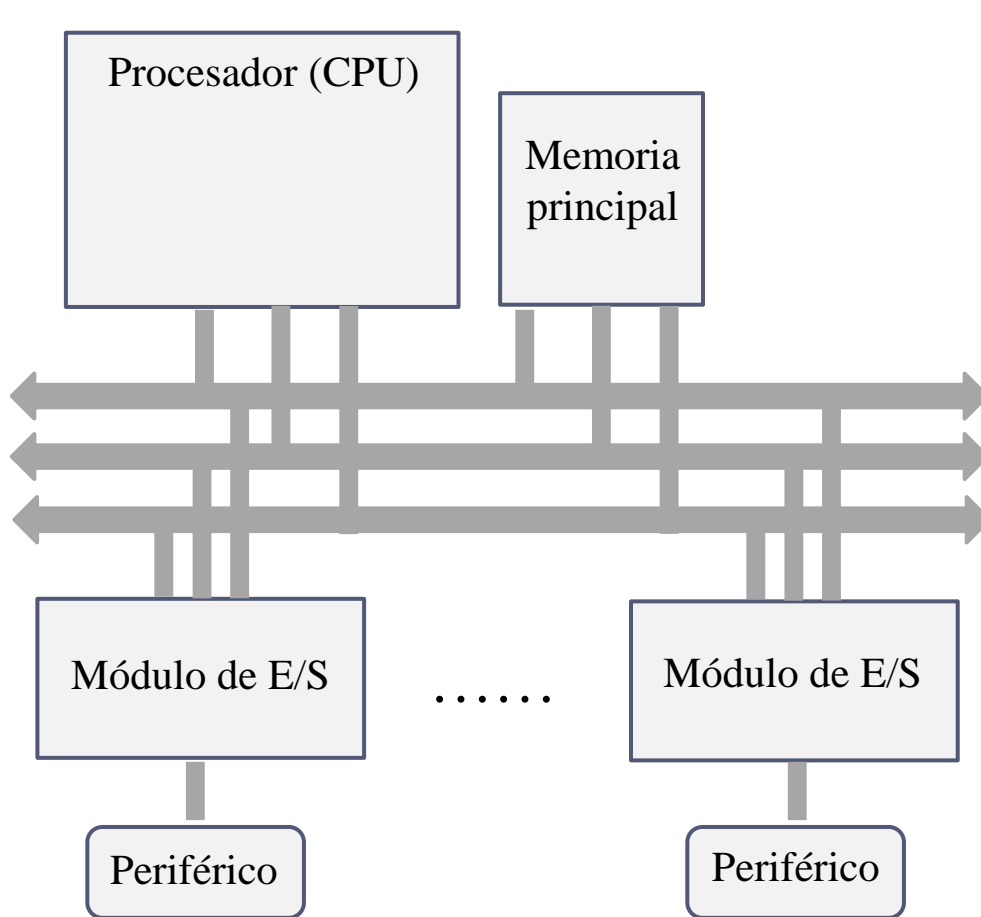 Procesador (CPU)
Memoria
principal
Módulo de E/S
......
Módulo de E/S
Periférico
Periférico